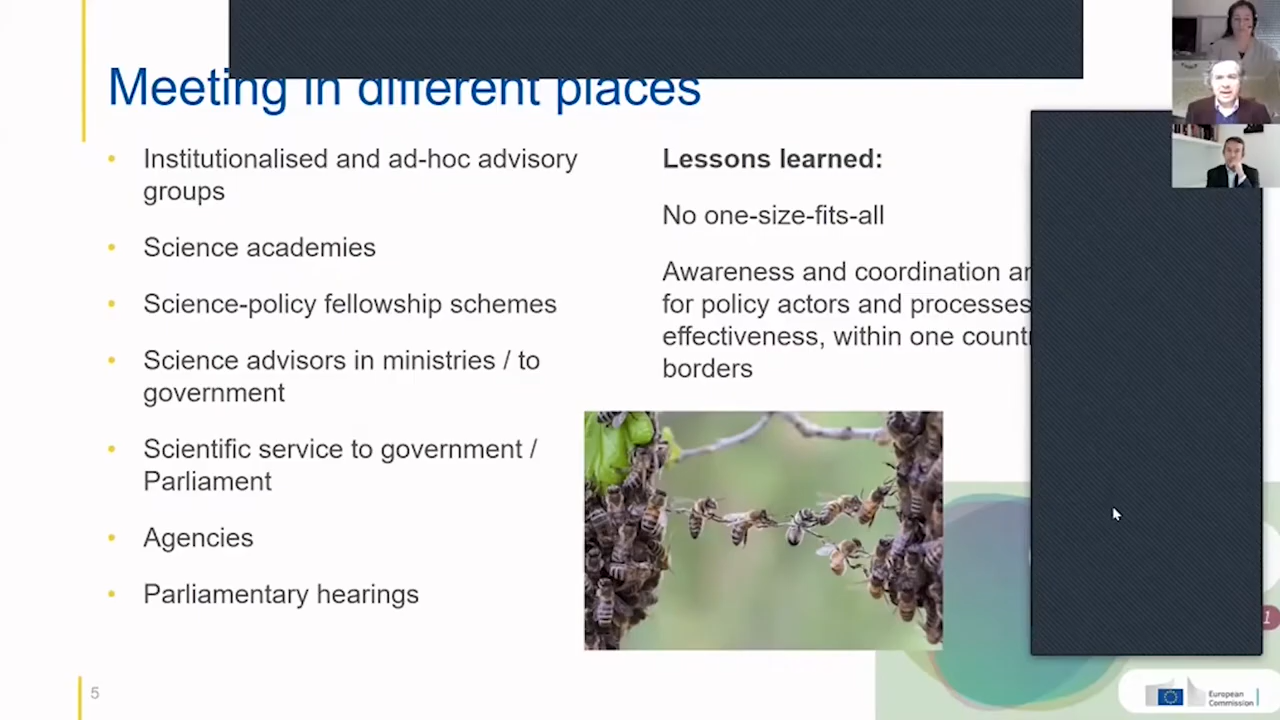 Meeting in different places
• Institutionalised and ad-hoc advisory
groups
• Science academies
• Science-policy fellowship schemes
• Science advisors in ministries / to
government
• Scientific service to government /
Parliament
• Agencies
• Parliamentary hearings
Lessons learned:
No one-size-fits-all
Awareness and coordination
for policy actors and processes
effectiveness, within one
borders
5
1
European
Commission